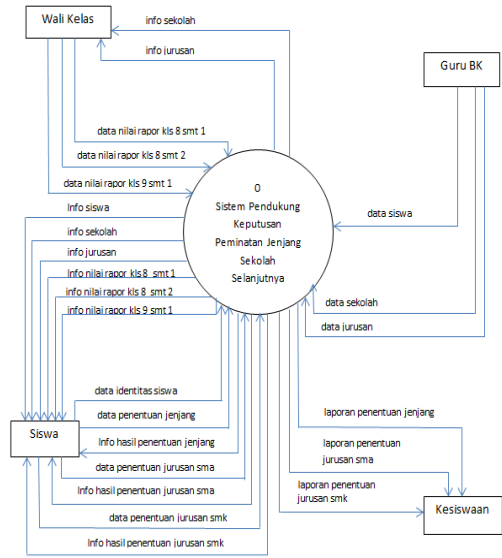 Wali Kelas
info sekolah
info jurusan
Guru BK
data nilai rapor kls 8 smt 1
data nilai rapor kls 8 smt 2
data nilai rapor kls 9 smt 1
0
Sistem Pendukung
Keputusan
Peminatan Jenjang
Sekolah
Selanjutnya
data siswa
Info siswa
info sekolah
info jurusan
Info nilai rapor kls 8 smt 1
info nilai rapor kls 8 smt 2
info nilai rapor kls 9 smt 1
data sekolah
data jurusan
data identitas siswa
data penentuan jenjang
Info hasil penentuan jenjang
data penentuan jurusan sma
Info hasil penentuan jurusan sma
data penentuan jurusan smk
Info hasil penentuan jurusan smk
Siswa
laporan penentuan jenjang
laporan penentuan
jurusan sma
laporan penentuan
jurusan smk
Kesiswaan